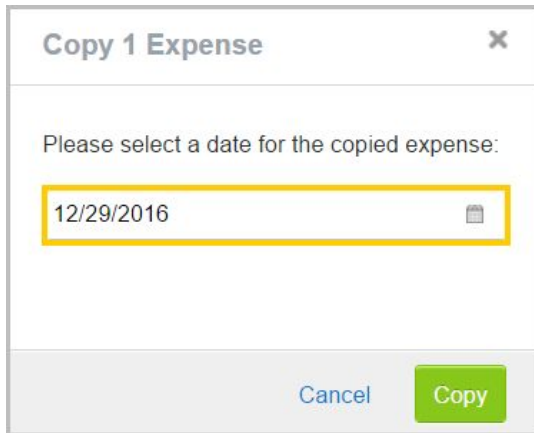 Copy 1 Expense
Please select a date for the copied expense:
12/29/2016
Cancel
Copy